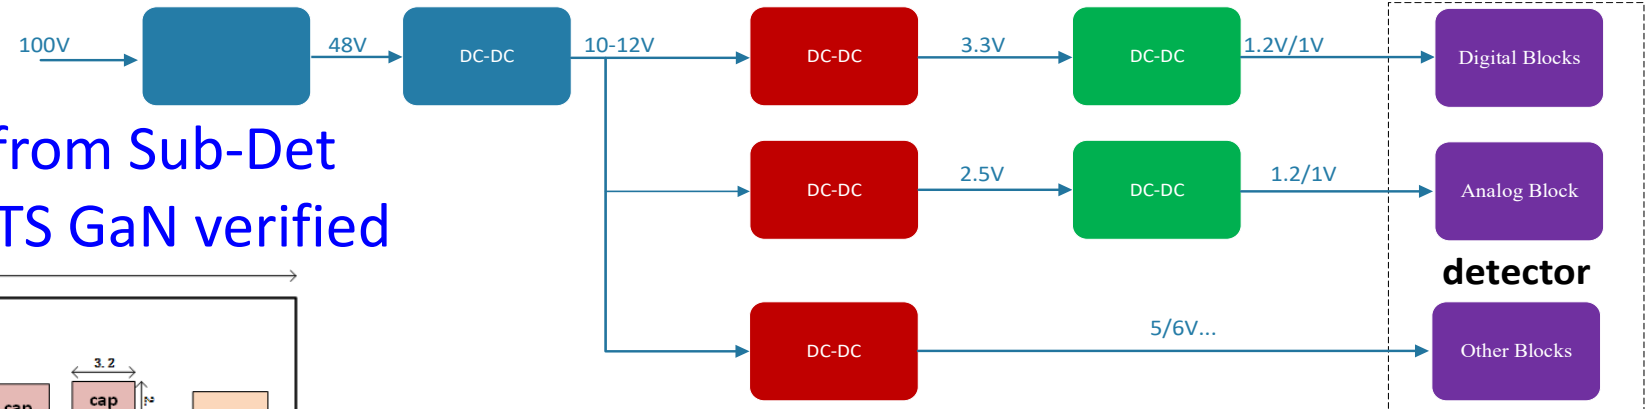 100V
48V
DC-DC
10-12V
DC-DC
3.3V
DC-DC
1.2V/1V
Digital Blocks
from Sub-Det
TS GaN verified
DC-DC
2.5V
DC-DC
1.2/1V
Analog Block
detector
DC-DC
5/6V...
Other Blocks
3.2
cap
cap